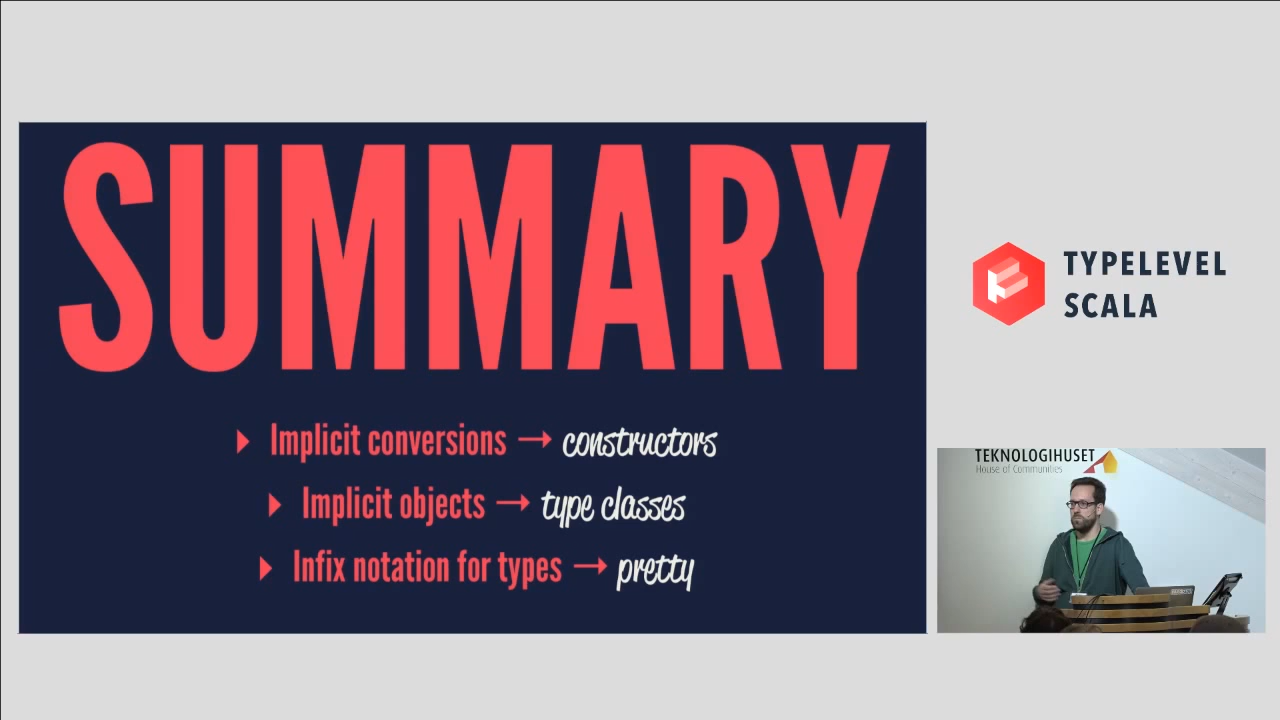 SUMMARY
Implicit conversions → constructors
Implicit objects → type classes
Infix notation for types → pretty
TYPELEVEL
SCALA
TEKNOLOGIHUSET
House of Communities